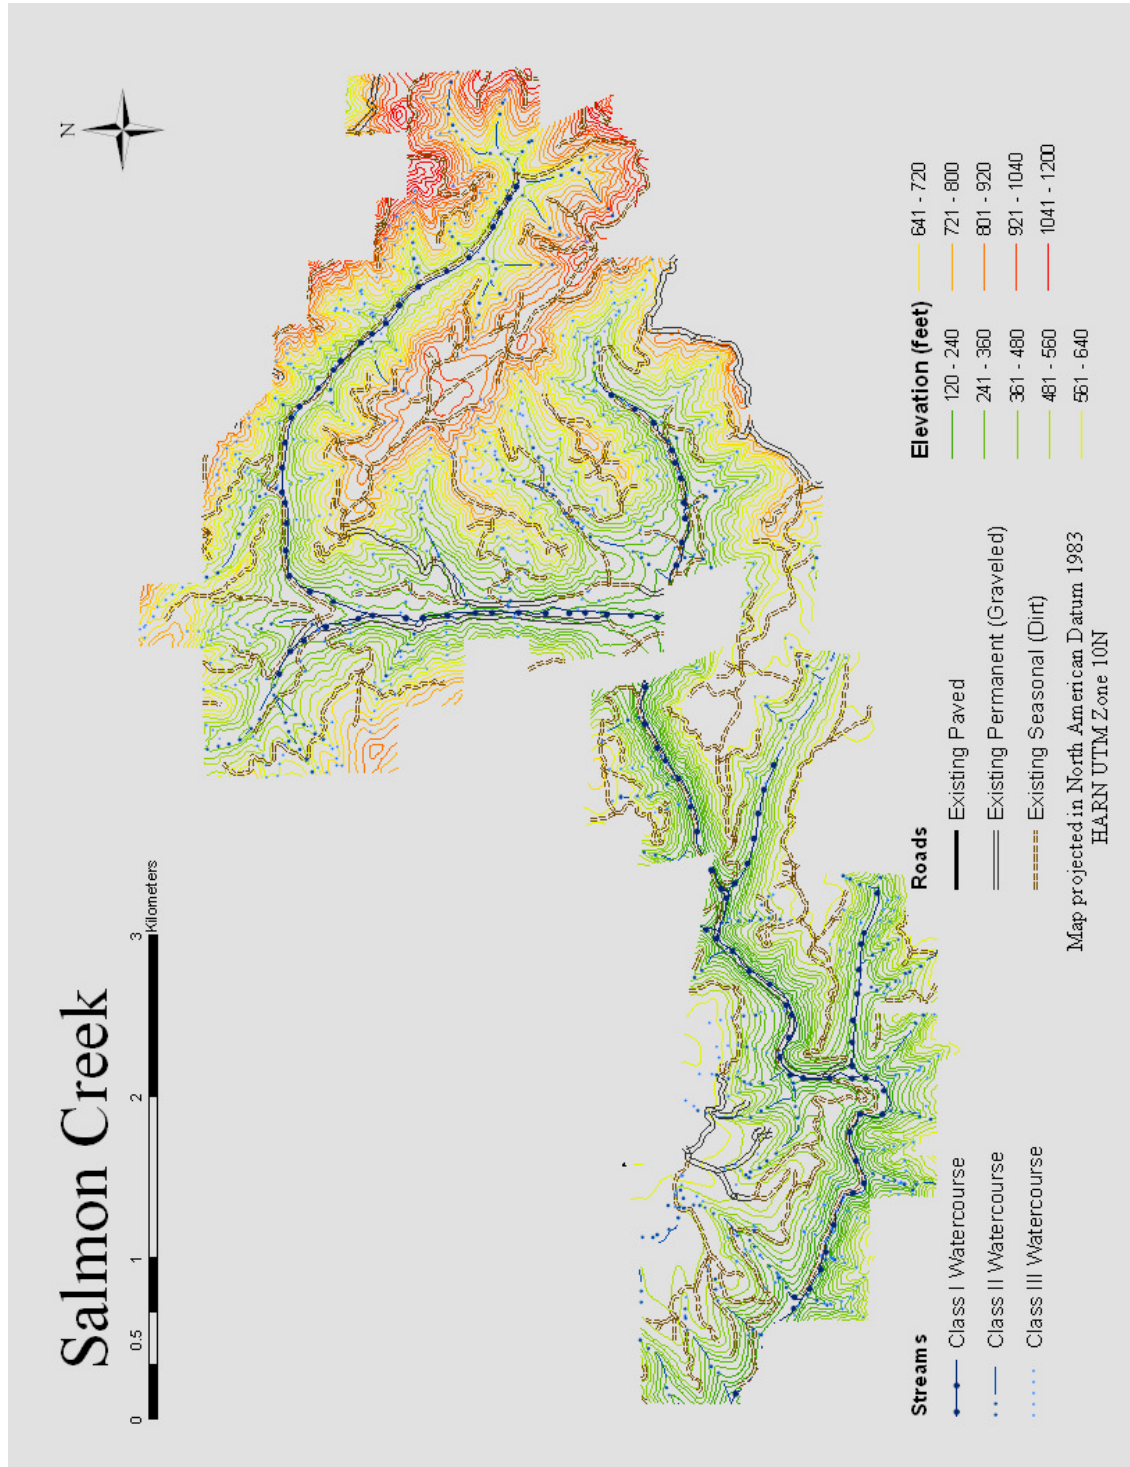 Salmon Creek
N
0 0.5 1 2 3
Kilometers
Streams
Class I Watercourse
Class II Watercourse
Class III Watercourse
Roads
Existing Paved
Existing Permanent (Graveled)
Existing Seasonal (Dirt)
Map projected in North American Datum 1983
HARN UTM Zone 10N
Elevation (feet)
120 - 240
241 - 360
361 - 480
481 - 560
561 - 640
641 - 720
721 - 800
801 - 920
921 - 1040
1041 - 1200